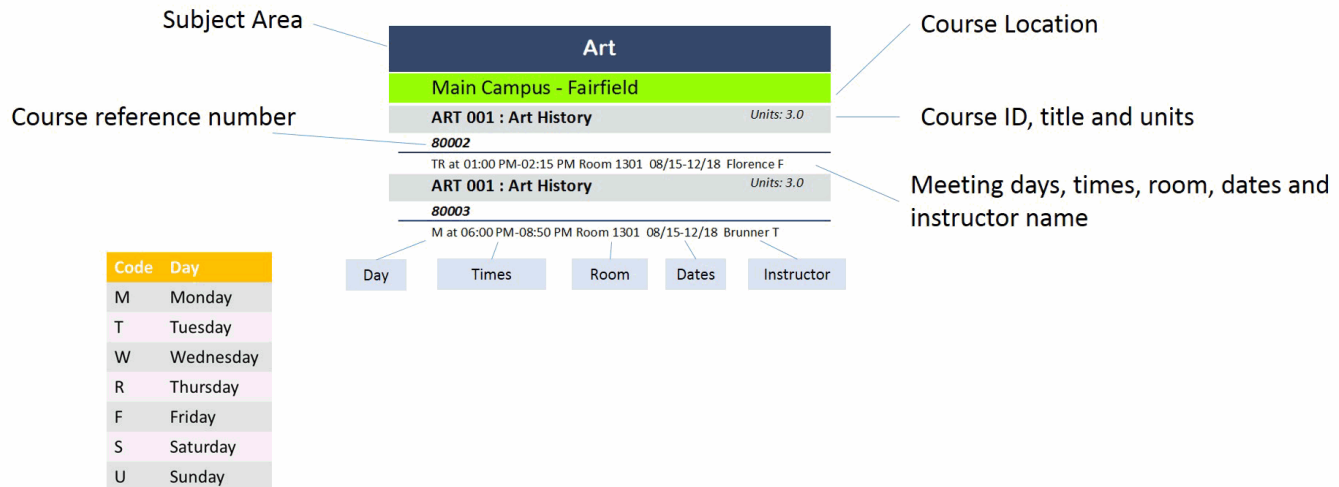 Subject Area
Art
Course Location
Main Campus - Fairfield
Course reference number
ART 001 : Art History Units: 3.0
Course ID, title and units
80002
TR at 01:00 PM-02:15 PM Room 1301 08/15-12/18 Florence F
ART 001 : Art History Units: 3.0
Meeting days, times, room, dates and
instructor name
80003
M at 06:00 PM-08:50 PM Room 1301 08/15-12/18 Brunner T
Day Times Room Dates Instructor
Code Day
M Monday
T Tuesday
W Wednesday
R Thursday
F Friday
S Saturday
U Sunday